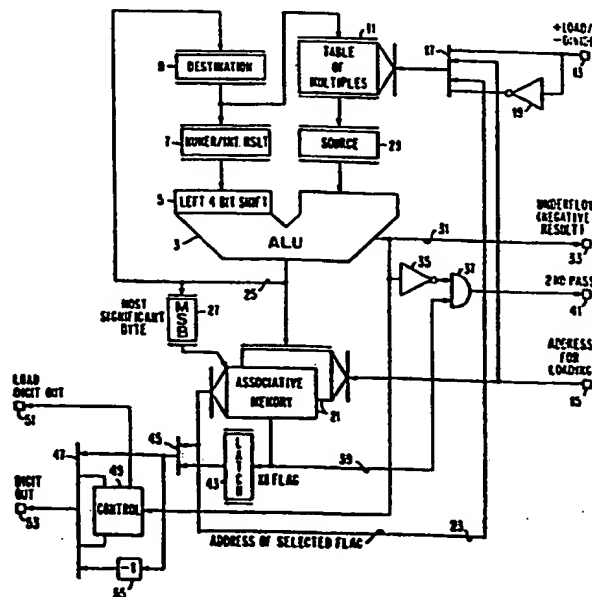 11
+LOAD/
17
TABLE
OF
MULTIPLES
9
DESTINATION
13
19
7
INT. RSLT
SOURCE
29
5
LEFT 4 BIT SHIFT
3
ALU
UNDERFLOW
(NEGATIVE
RESULT)
31
33
35
37
2ND PASS
41
25
MOST
SIGNIFICANT
BYTE
MSB
27
ADDRESS
FOR
LOADING
15
ASSOCIATIVE
MEMORY
21
LOAD
DIGIT OUT
51
45
47
49
LATCH
43
FLAG
39
DIGIT
OUT
53
CONTROL
ADDRESS OF SELECTED FLAG
23
55